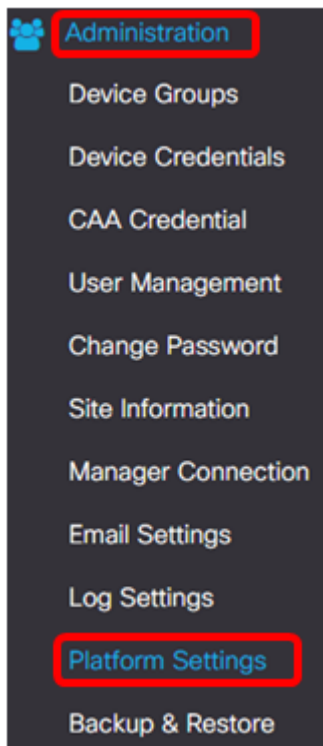 Administration
Device Groups
Device Credentials
CAA Credential
User Management
Change Password
Site Information
Manager Connection
Email Settings
Log Settings
Platform Settings
Backup & Restore